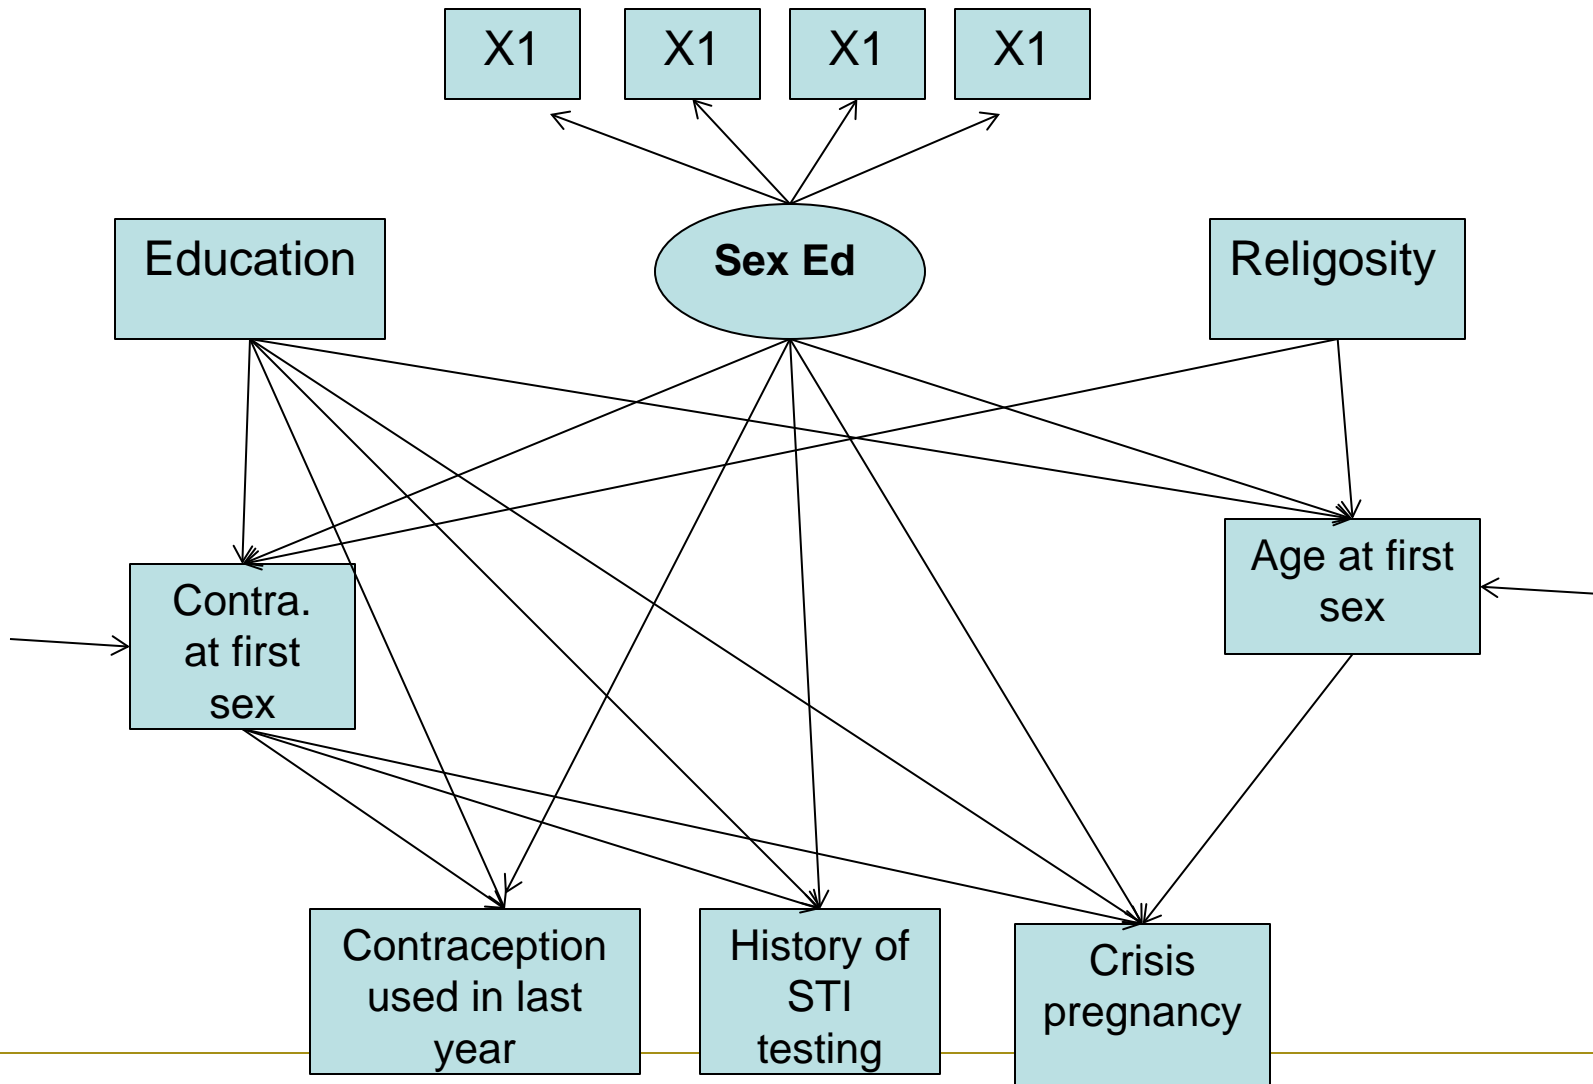 X1
X1
X1
X1
Education
Sex Ed
Religosity
Contra.
at first
sex
Age at first
sex
Contraception
used in last
year
History of
STI
testing
Crisis
pregnancy